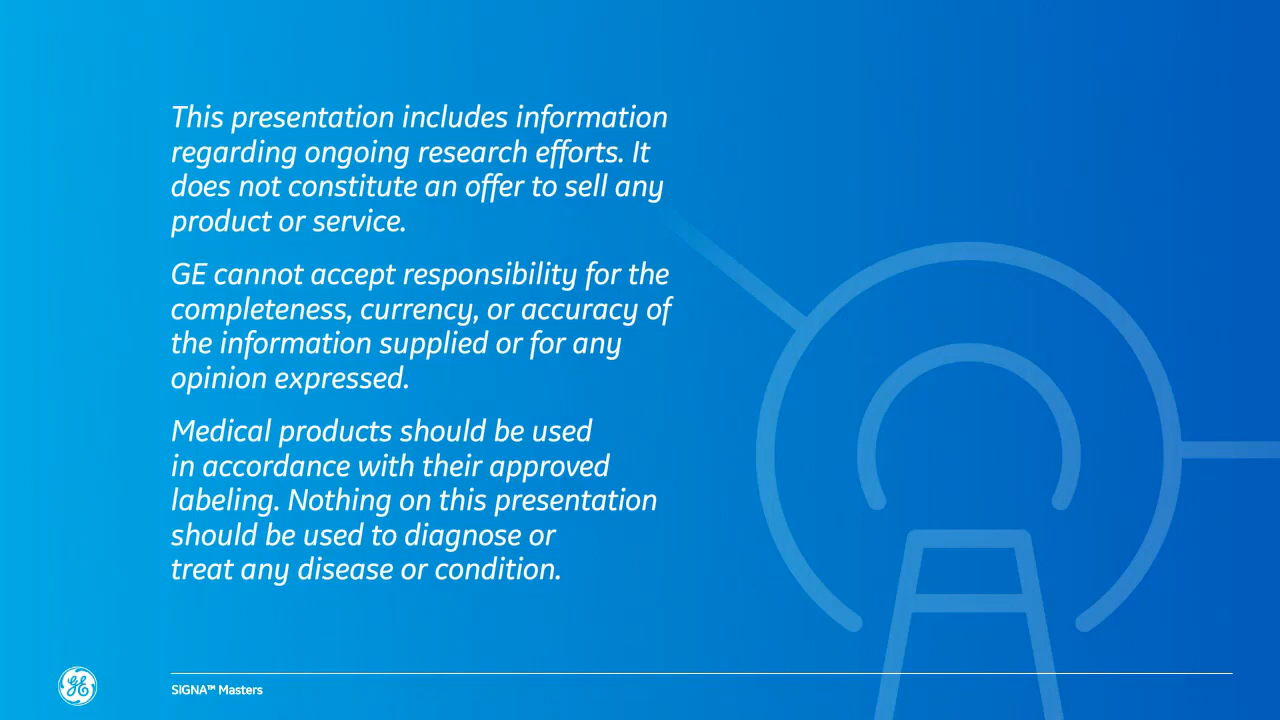 This presentation includes information
regarding ongoing research efforts. It
does not constitute an offer to sell any
product or service.
GE cannot accept responsibility for the
completeness, currency, or accuracy of
the information supplied or for any
opinion expressed.
Medical products should be used
in accordance with their approved
labeling. Nothing on this presentation
should be used to diagnose or
treat any disease or condition.
GE
SIGNA™ Masters